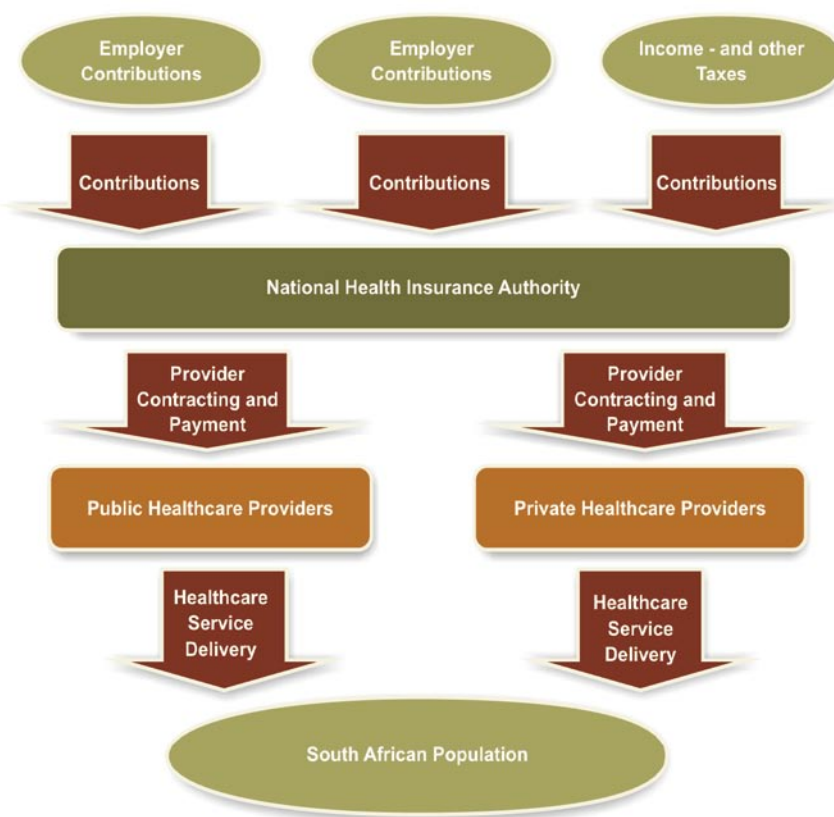 Employer
Contributions
Employer
Contributions
Income - and other
Taxes
Contributions
Contributions
Contributions
National Health Insurance Authority
Provider
Contracting and
Payment
Provider
Contracting and
Payment
Public Healthcare Providers
Private Healthcare Providers
Healthcare
Service
Delivery
Healthcare
Service
Delivery
South African Population